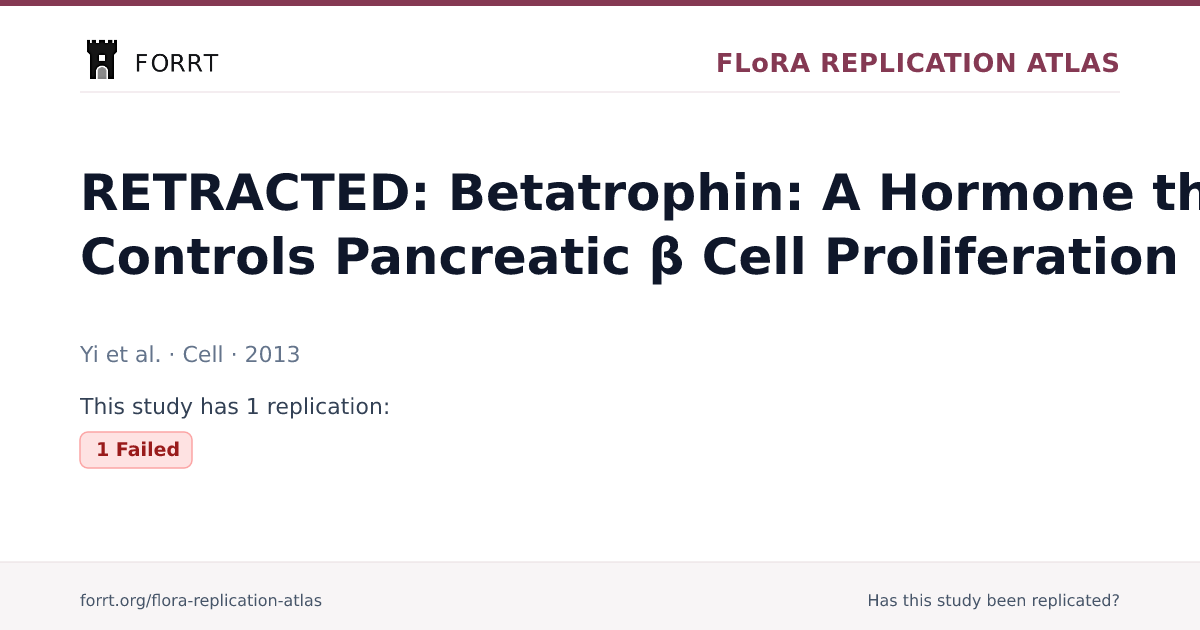 FORRT
FLoRA REPLICATION ATLAS
RETRACTED: Betatrophin: A Hormone th
Controls Pancreatic β Cell Proliferation
Yi et al. · Cell · 2013
This study has 1 replication:
1 Failed
forrt.org/flora-replication-atlas
Has this study been replicated?